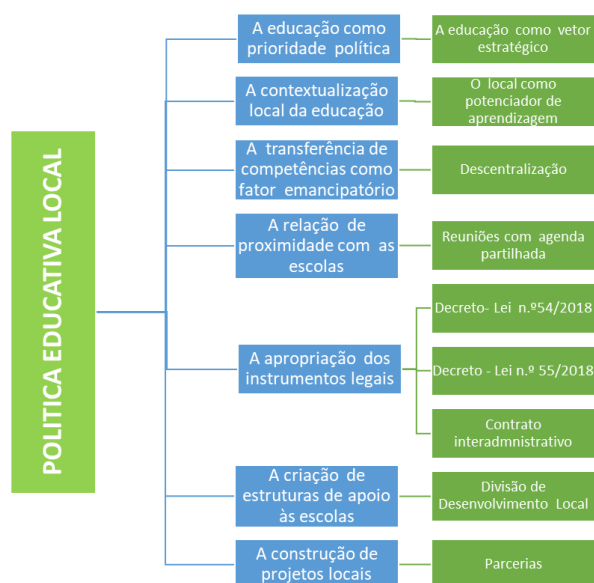 POLITICA EDUCATIVA LOCAL
A educação como
prioridade política
A educação como vetor
estratégico
A contextualização
local da educação
O local como
potenciador de
aprendizagem
A transferência de
competências como
fator emancipatório
Descentralização
A relação de
proximidade com as
escolas
Reuniões com agenda
partilhada
A apropriação dos
instrumentos legais
Decreto- Lei n.º54/2018
Decreto - Lei n.º 55/2018
Contrato
interadmnistrativo
A criação de
estruturas de apoio
às escolas
Divisão de
Desenvolvimento Local
A construção de
projetos locais
Parcerias